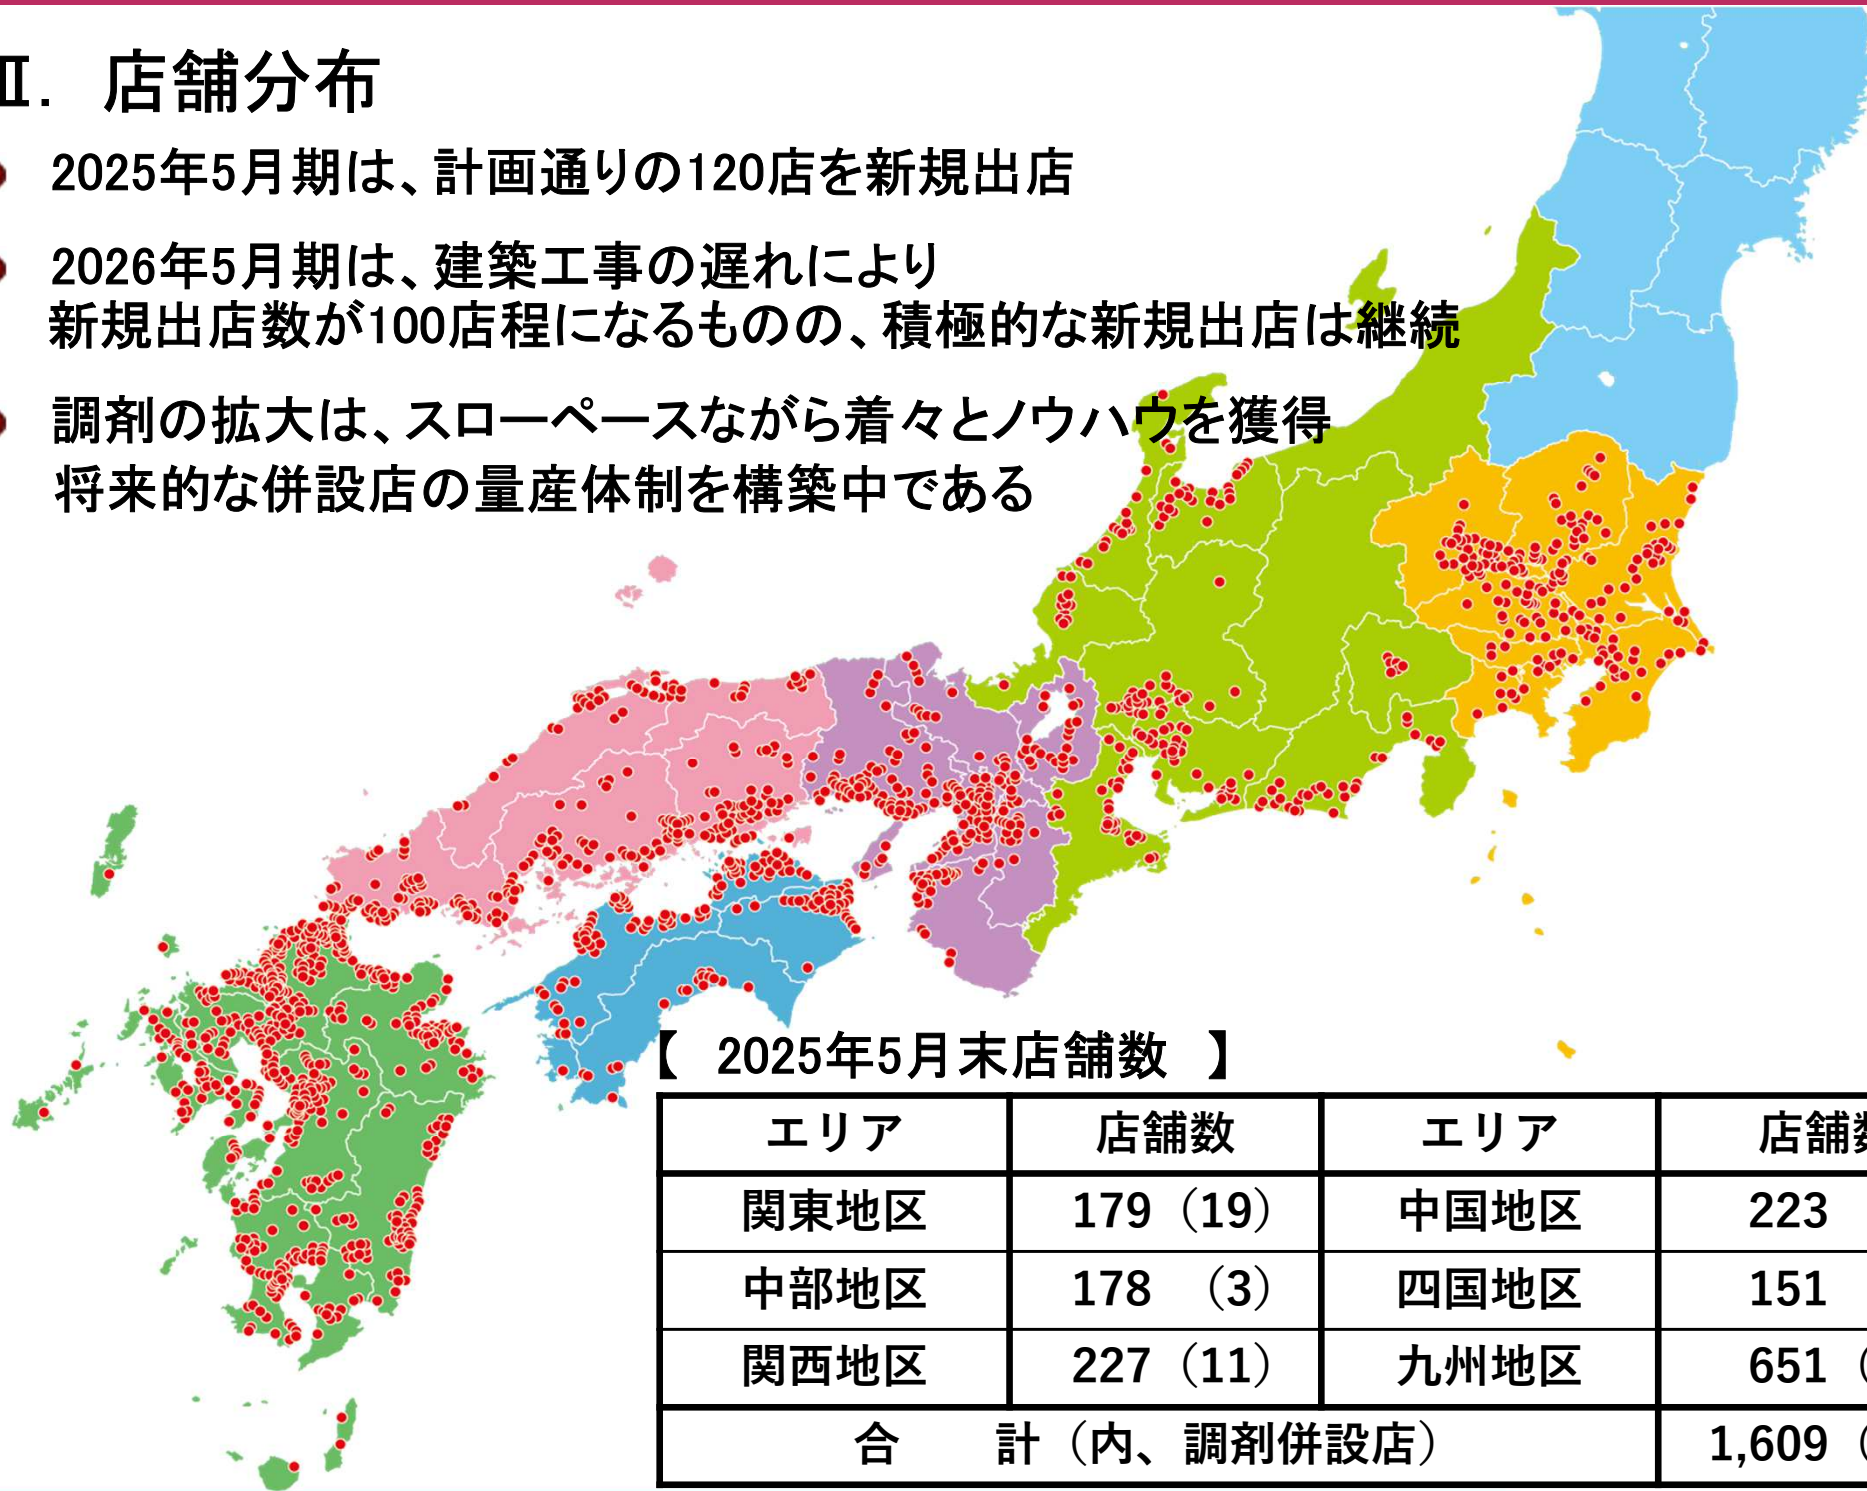 Ⅱ. 店舗分布
2025年5月期は、計画通りの120店を新規出店
2026年5月期は、建築工事の遅れにより
新規出店数が100店程になるものの、積極的な新規出店は継続
調剤の拡大は、スローペースながら着々とノウハウを獲得
将来的な併設店の量産体制を構築中である
【 2025年5月末店舗数 】
エリア 店舗数 エリア 店舗
関東地区 179（19） 中国地区 223
中部地区 178 （3） 四国地区 151
関西地区 227（11） 九州地区 651（
合 計（内、調剤併設店） 1,609（